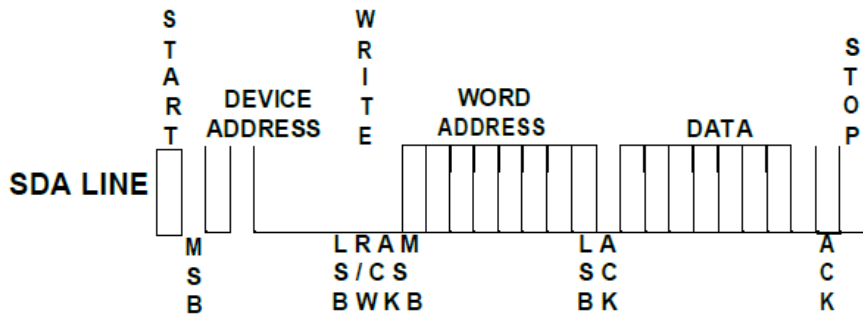 START
WRITE
STOP
DEVICE
ADDRESS
WORD
ADDRESS
DATA
SDA LINE
MSB
LSB
R/W
ACK
MSB
LSB
ACK
ACK